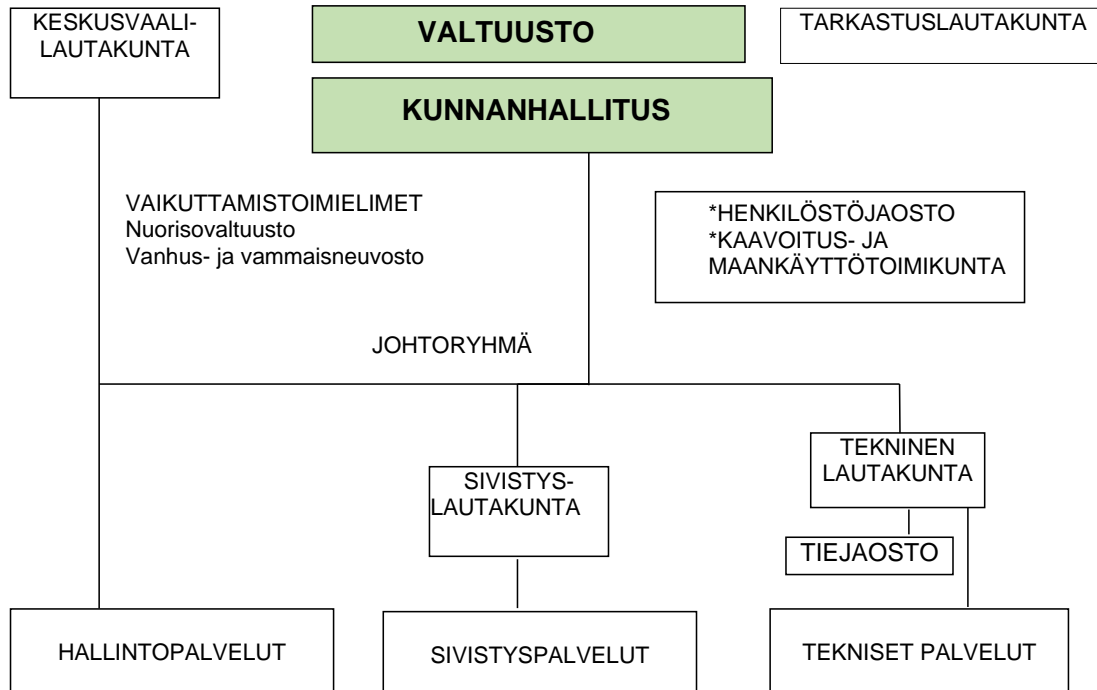 KESKUSVAALI-
LAUTAKUNTA
VALTUUSTO
TARKASTUSLAUTAKUNTA
KUNNANHALLITUS
VAIKUTTAMISTOIMIELIMET
Nuorisovaltuusto
Vanhus- ja vammaisneuvosto
*HENKILÖSTÖJAOSTO
*KAAVOITUS- JA
MAANKÄYTTÖTOIMIKUNTA
JOHTORYHMÄ
SIVISTYS-
LAUTAKUNTA
TEKNINEN
LAUTAKUNTA
TIEJAOSTO
HALLINTOPALVELUT
SIVISTYSPALVELUT
TEKNISET PALVELUT